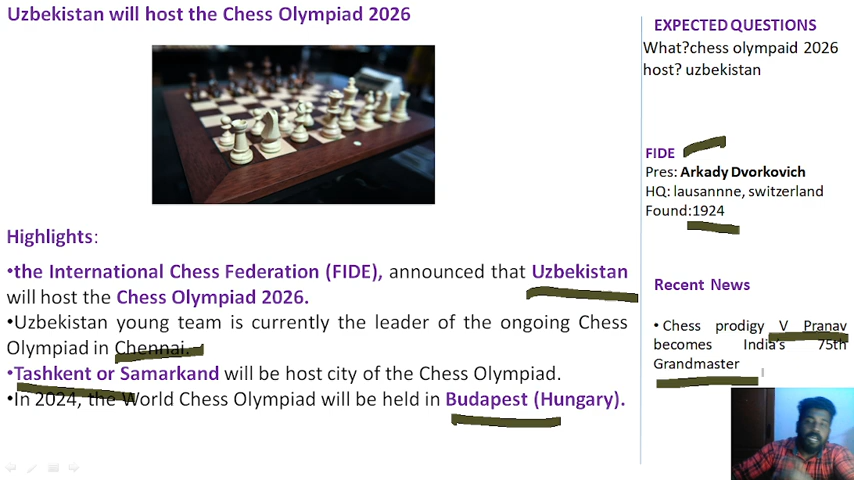 Uzbekistan will host the Chess Olympiad 2026
Highlights:
•the International Chess Federation (FIDE), announced that Uzbekistan
will host the Chess Olympiad 2026.
•Uzbekistan young team is currently the leader of the ongoing Chess
Olympiad in Chennai.
•Tashkent or Samarkand will be host city of the Chess Olympiad.
•In 2024, the World Chess Olympiad will be held in Budapest (Hungary).
EXPECTED QUESTIONS
What?chess olympaid 2026
host? uzbekistan
FIDE
Pres: Arkady Dvorkovich
HQ: lausannne, switzerland
Found:1924
Recent News
• Chess prodigy V Pranav
becomes India's 75th
Grandmaster